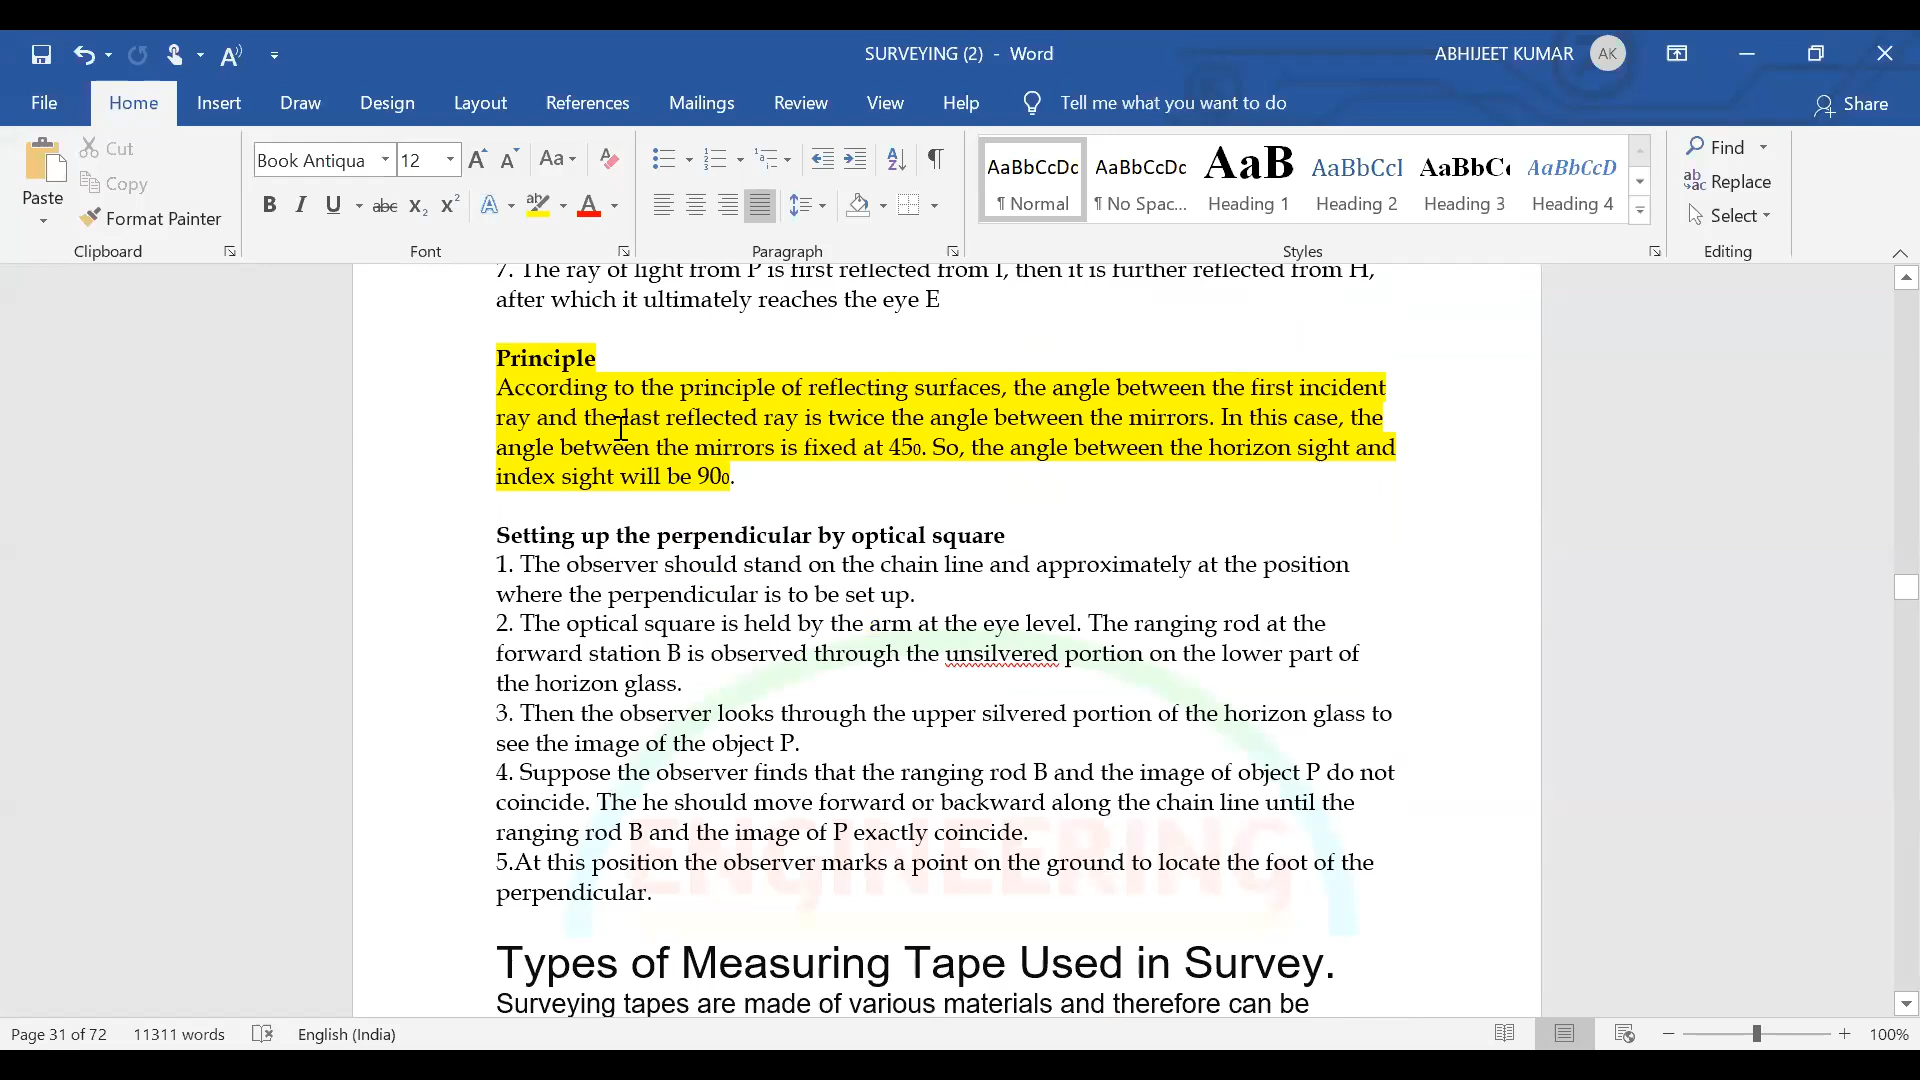 SURVEYING (2) - Word
ABHIJEET KUMAR
AK
File
Home
Insert
Draw
Design
Layout
References
Mailings
Review
View
Help
Tell me what you want to do
Share
Paste
Cut
Copy
Format Painter
Clipboard
Book Antiqua
12
Font
Paragraph
AaBbCcDc
¶ Normal
AaBbCcDc
¶ No Spac...
AaB
Heading 1
AaBbCcI
Heading 2
AaBbCc
Heading 3
AaBbCcD
Heading 4
Styles
Find
Replace
Select
Editing
7. The ray of light from P is first reflected from I, then it is further reflected from H,
after which it ultimately reaches the eye E
Principle
According to the principle of reflecting surfaces, the angle between the first incident
ray and the last reflected ray is twice the angle between the mirrors. In this case, the
angle between the mirrors is fixed at 45₀. So, the angle between the horizon sight and
index sight will be 90₀.
Setting up the perpendicular by optical square
1. The observer should stand on the chain line and approximately at the position
where the perpendicular is to be set up.
2. The optical square is held by the arm at the eye level. The ranging rod at the
forward station B is observed through the unsilvered portion on the lower part of
the horizon glass.
3. Then the observer looks through the upper silvered portion of the horizon glass to
see the image of the object P.
4. Suppose the observer finds that the ranging rod B and the image of object P do not
coincide. The he should move forward or backward along the chain line until the
ranging rod B and the image of P exactly coincide.
5.At this position the observer marks a point on the ground to locate the foot of the
perpendicular.
ENGINEERING
Types of Measuring Tape Used in Survey.
Surveying tapes are made of various materials and therefore can be
Page 31 of 72
11311 words
English (India)
100%